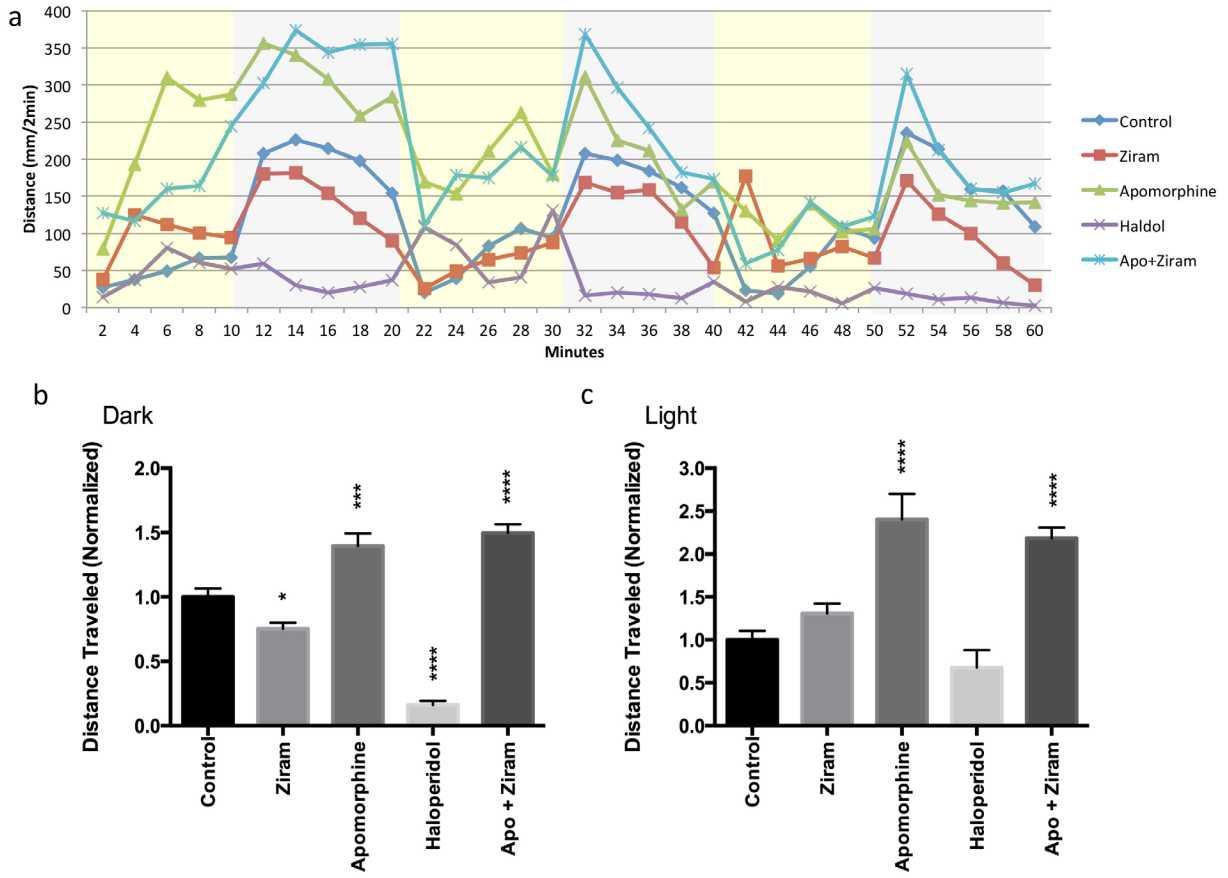 a
400
350
300
250
200
150
100
50
0
Distance (mm/2min)
2 4 6 8 10 12 14 16 18 20 22 24 26 28 30 32 34 36 38 40 42 44 46 48 50 52 54 56 58 60
Minutes
Control
Ziram
Apomorphine
Haldol
Apo+Ziram
b
Dark
Distance Traveled (Normalized)
2.0
1.5
1.0
0.5
0.0
*
***
****
****
Control
Ziram
Apomorphine
Haloperidol
Apo + Ziram
c
Light
Distance Traveled (Normalized)
3.0
2.5
2.0
1.5
1.0
0.5
0.0
****
****
Control
Ziram
Apomorphine
Haloperidol
Apo + Ziram